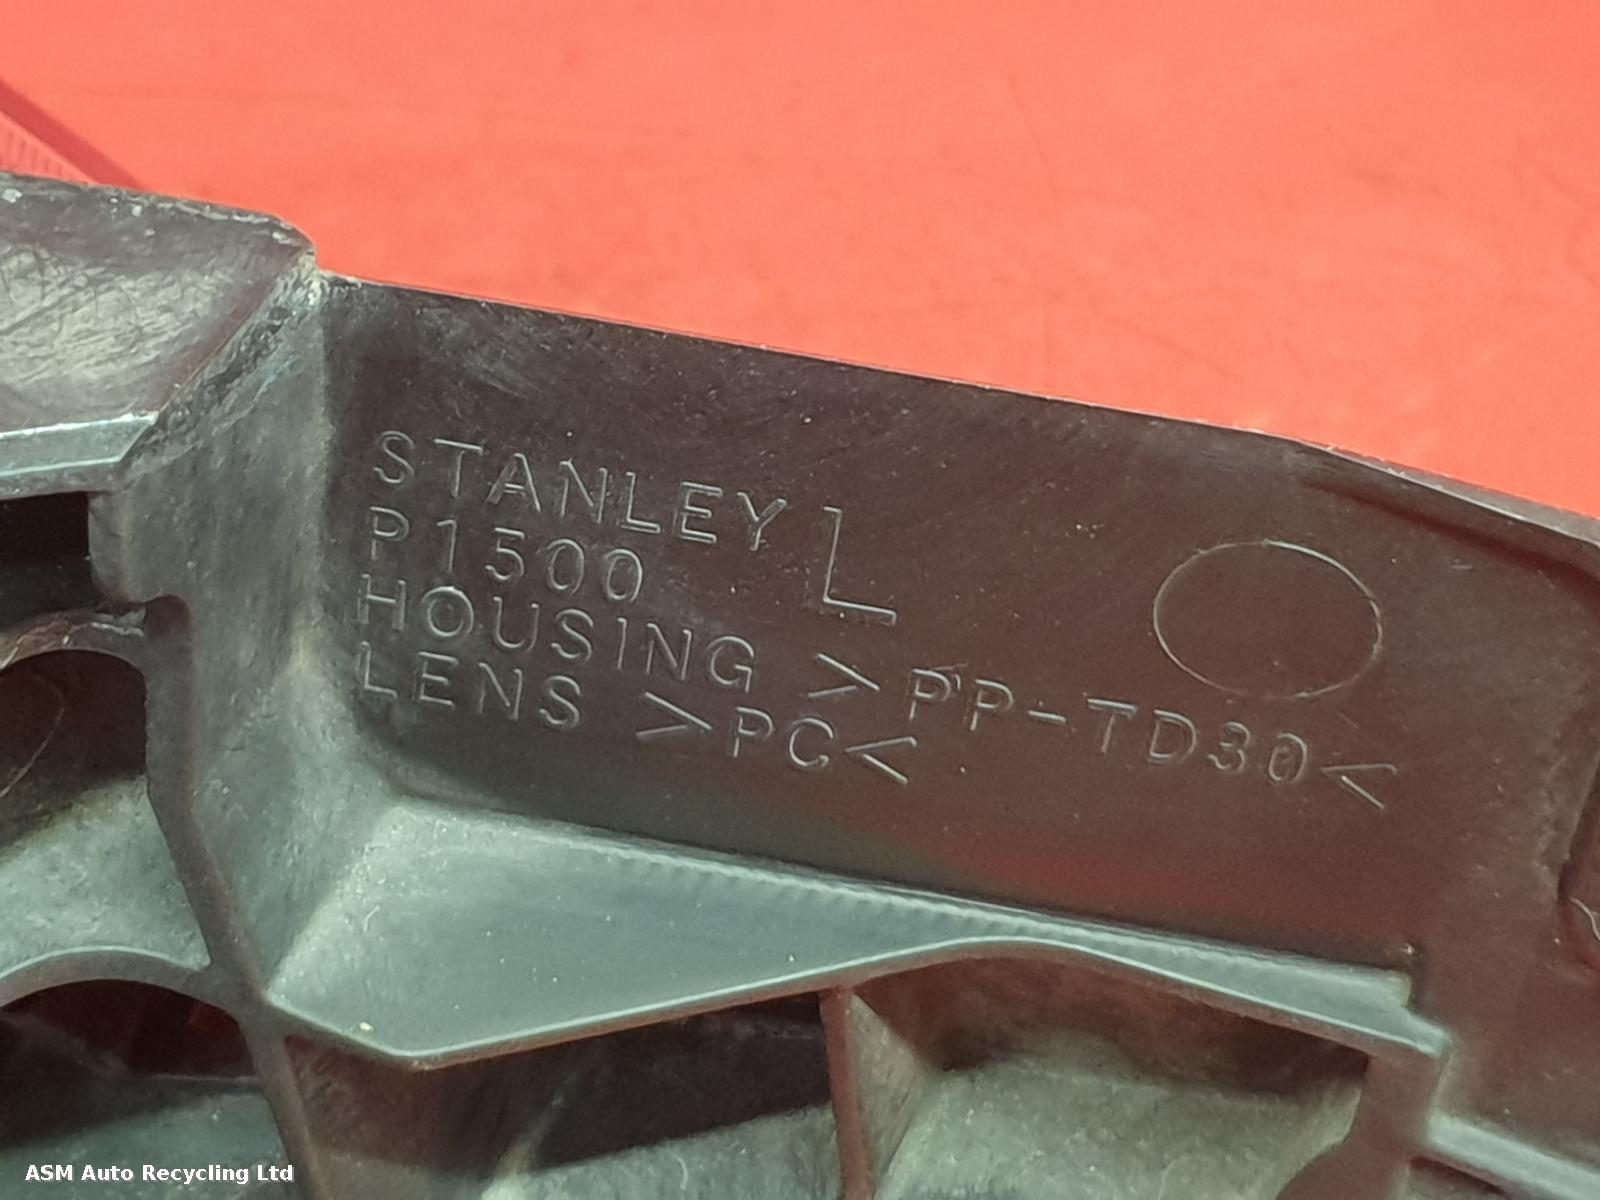 STANLEY L
P1500
HOUSING >PP-TD30<
LENS >PC<
ASM Auto Recycling Ltd